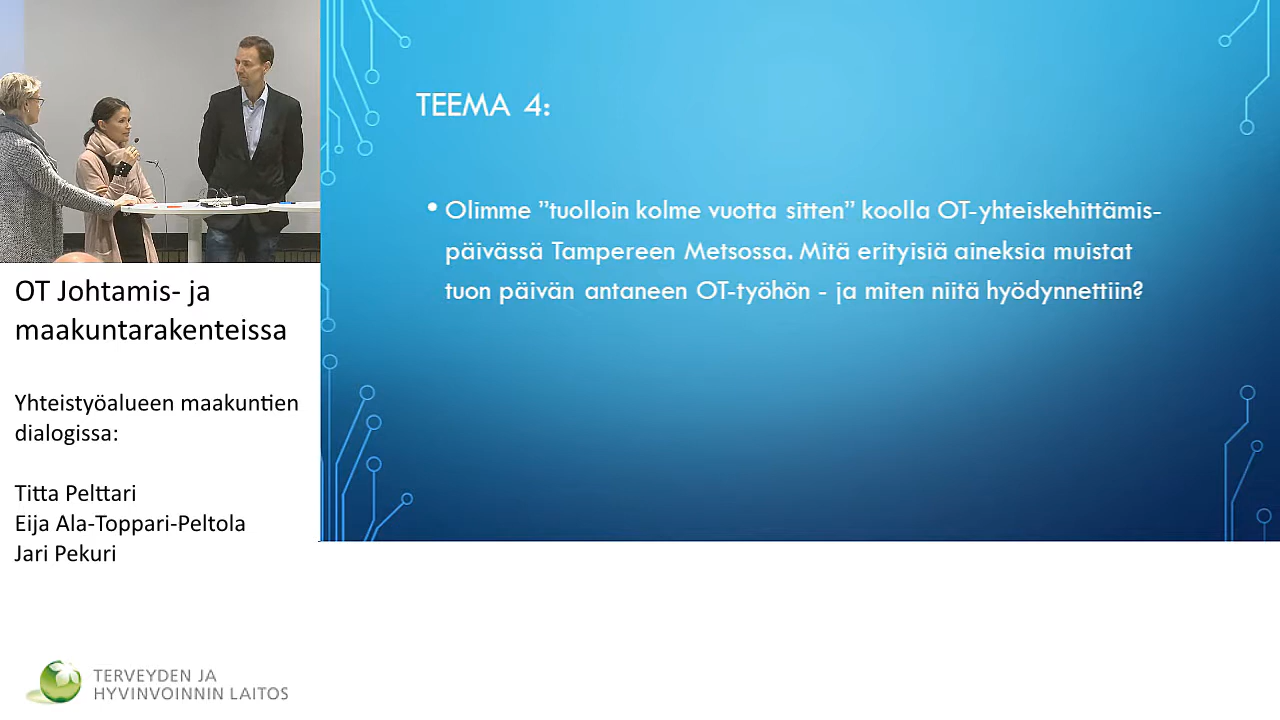 TEEMA 4:
• Olimme ”tuolloin kolme vuotta sitten” koolla OT-yhteiskehittämis-
päivässä Tampereen Metsossa. Mitä erityisiä aineksia muistat
tuon päivän antaneen OT-työhön - ja miten niitä hyödynnettiin?
OT Johtamis- ja
maakuntarakenteissa
Yhteistyöalueen maakuntien
dialogissa:
Titta Pelttari
Eija Ala-Toppari-Peltola
Jari Pekuri
TERVEYDEN JA
HYVINVOINNIN LAITOS